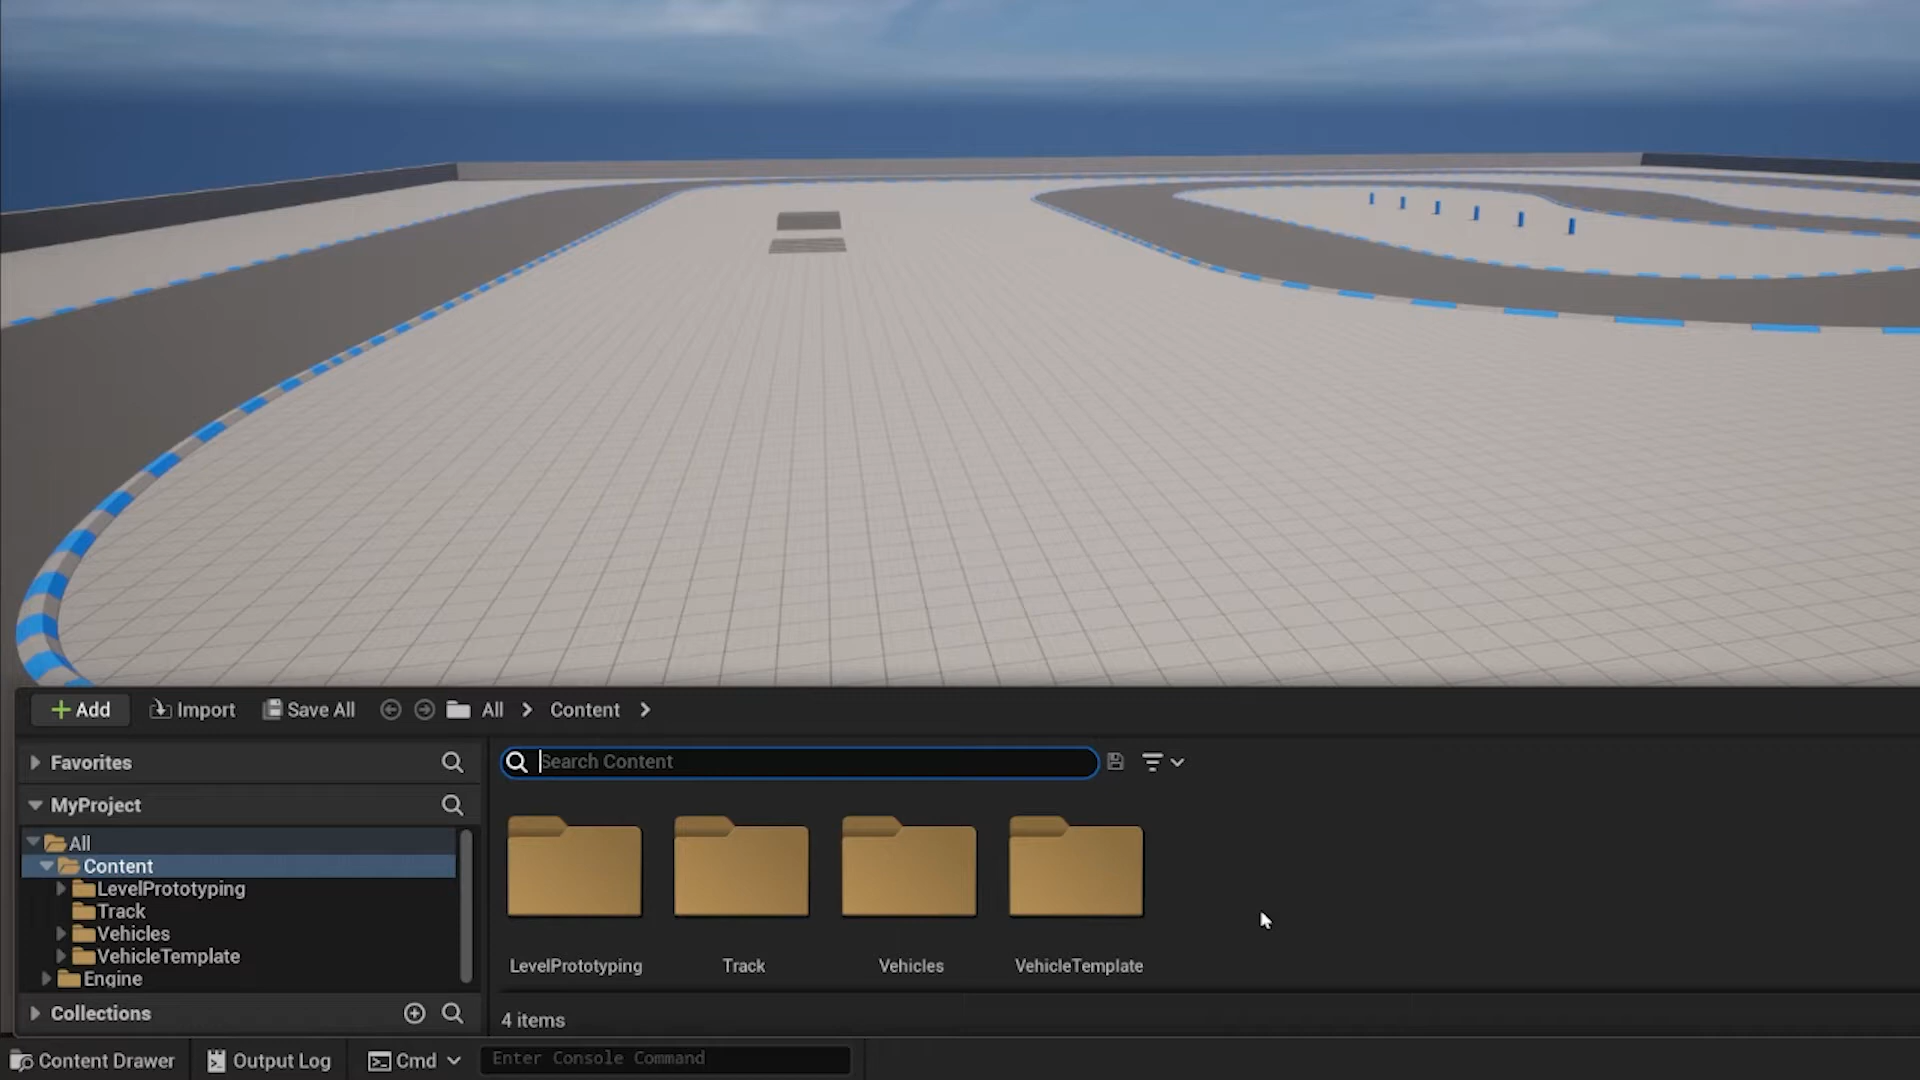 Add Import Save All All Content
Favorites
Search Content
MyProject
All
Content
LevelPrototyping
Track
Vehicles
VehicleTemplate
Engine
LevelPrototyping Track Vehicles VehicleTemplate
Collections
4 items
Content Drawer Output Log Cmd Enter Console Command